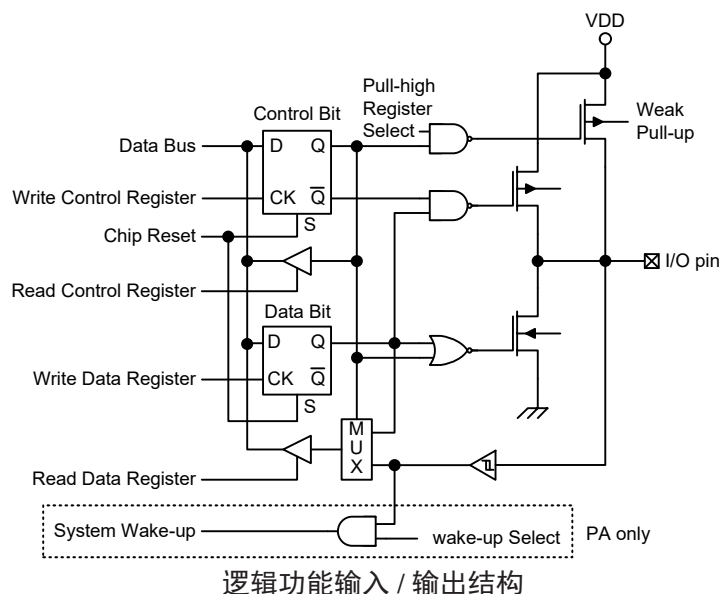 VDD
Pull-high
Register
Select
Weak
Pull-up
Control Bit
Data Bus
D
Q
Write Control Register
CK
Q
S
Chip Reset
I/O pin
Read Control Register
Data Bit
D
Q
Write Data Register
CK
Q
S
M
U
X
Read Data Register
System Wake-up
wake-up Select
PA only
逻辑功能输入 / 输出结构